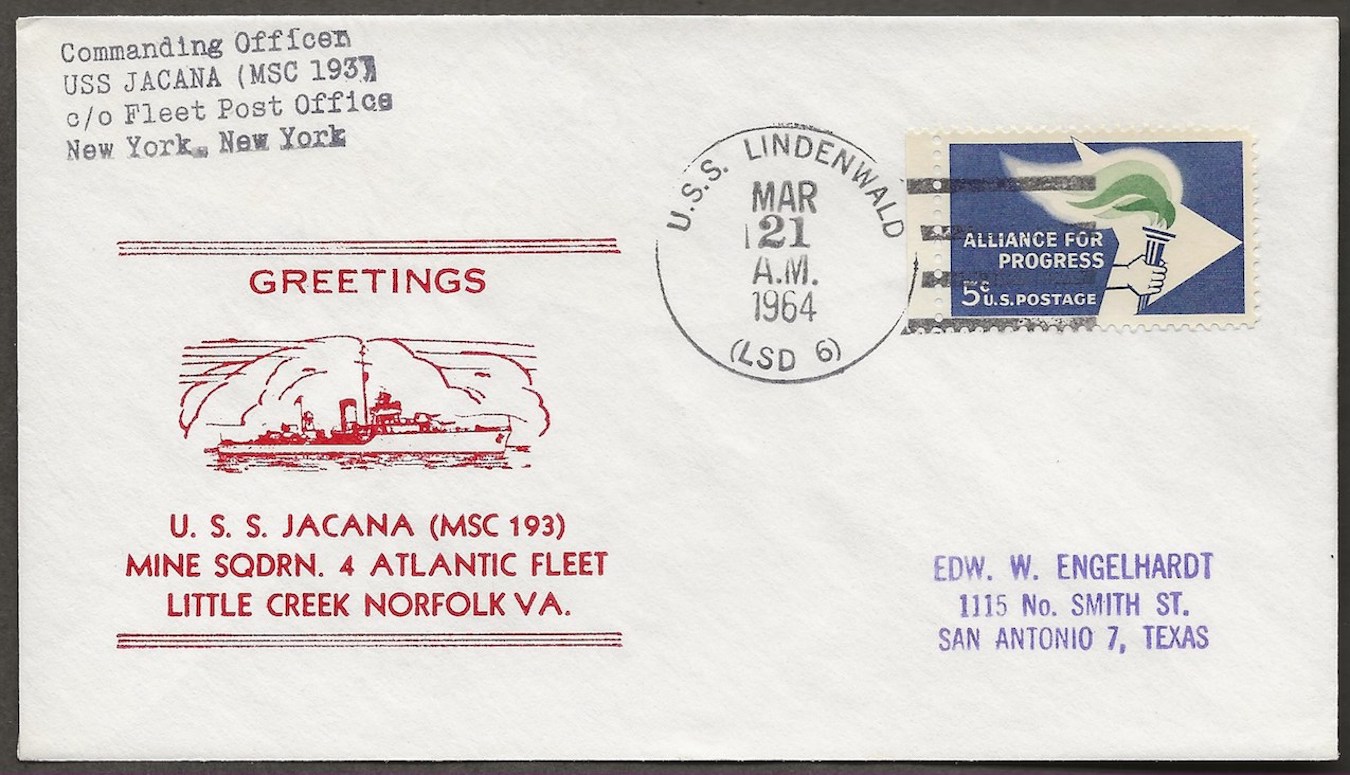 Commanding Officer
USS JACANA (MSC 193)
c/o Fleet Post Office
New York, New York
U.S.S. LINDENWALD
MAR
21
A.M.
1964
(LSD 6)
ALLIANCE FOR
PROGRESS
5c U.S. POSTAGE
GREETINGS
U. S. S. JACANA (MSC 193)
MINE SQDRN. 4 ATLANTIC FLEET
LITTLE CREEK NORFOLK VA.
EDW. W. ENGELHARDT
1115 No. SMITH ST.
SAN ANTONIO 7, TEXAS